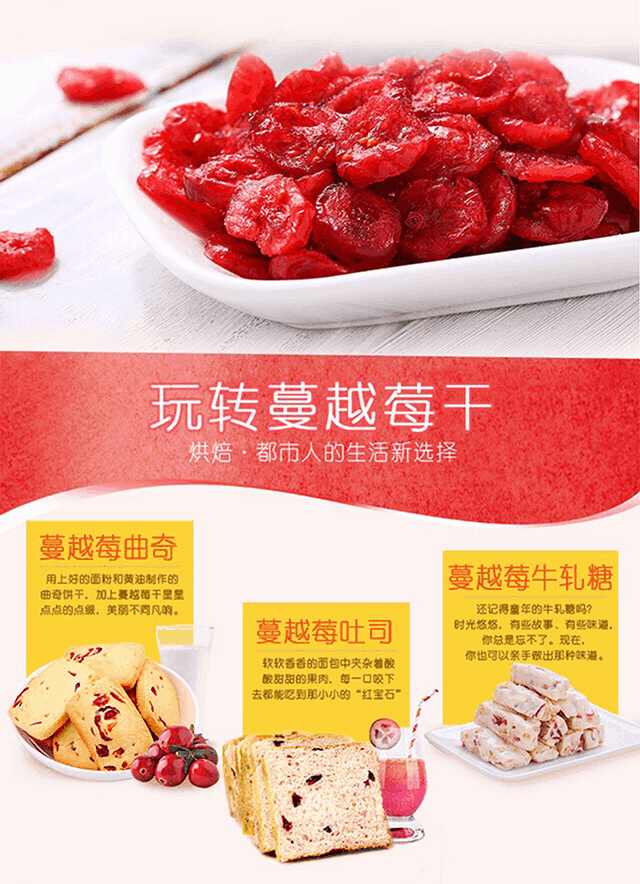 玩转蔓越莓干
烘焙·都市人的生活新选择
蔓越莓曲奇
用上好的面粉和黄油制作的
曲奇饼干，加上蔓越莓干星星
点点的点缀，美丽不同凡响。
蔓越莓吐司
软软香香的面包中夹杂着酸
酸甜甜的果肉，每一口咬下
去都能吃到那小小的“红宝石”
蔓越莓牛轧糖
还记得童年的牛轧糖吗？
时光悠悠，有些故事、有些味道，
你总是忘不了。现在，
你也可以亲手做出那种味道。